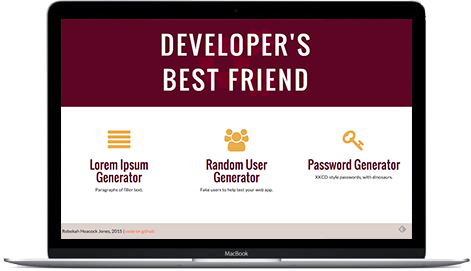 DEVELOPER'S
BEST FRIEND
Lorem Ipsum
Generator
Paragraphs of filler text.
Random User
Generator
Fake users to help test your web app.
Password Generator
XKCD-style passwords, with dinosaurs.
Rebekah Heacock Jones, 2015 | code on github
MacBook